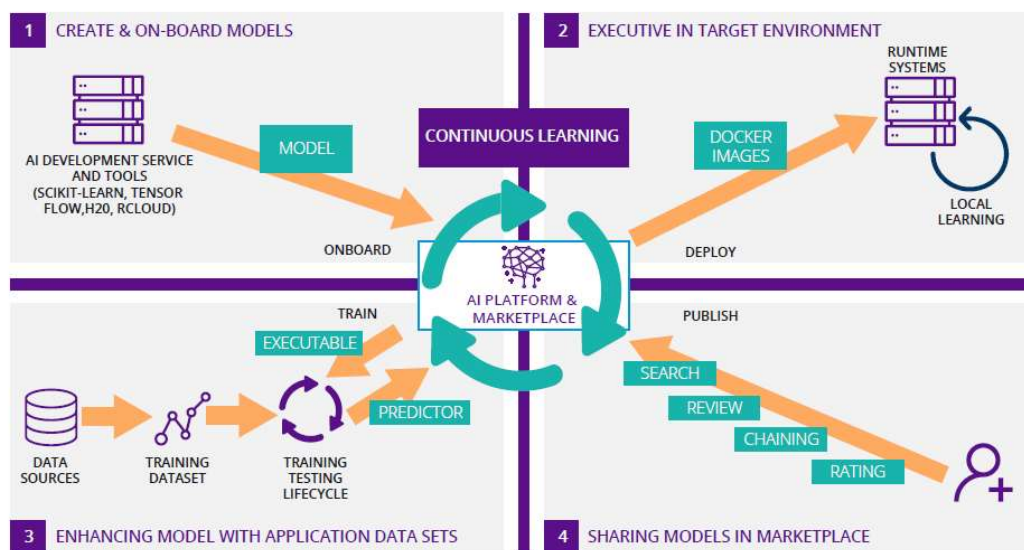 1 CREATE & ON-BOARD MODELS
AI DEVELOPMENT SERVICE
AND TOOLS
(SCIKIT-LEARN, TENSOR
FLOW,H20, RCLOUD)
MODEL
ONBOARD
CONTINUOUS LEARNING
2 EXECUTIVE IN TARGET ENVIRONMENT
RUNTIME
SYSTEMS
DOCKER
IMAGES
LOCAL
LEARNING
DEPLOY
AI PLATFORM &
MARKETPLACE
TRAIN
EXECUTABLE
PREDICTOR
DATA
SOURCES
TRAINING
DATASET
TRAINING
TESTING
LIFECYCLE
3 ENHANCING MODEL WITH APPLICATION DATA SETS
PUBLISH
SEARCH
REVIEW
CHAINING
RATING
4 SHARING MODELS IN MARKETPLACE